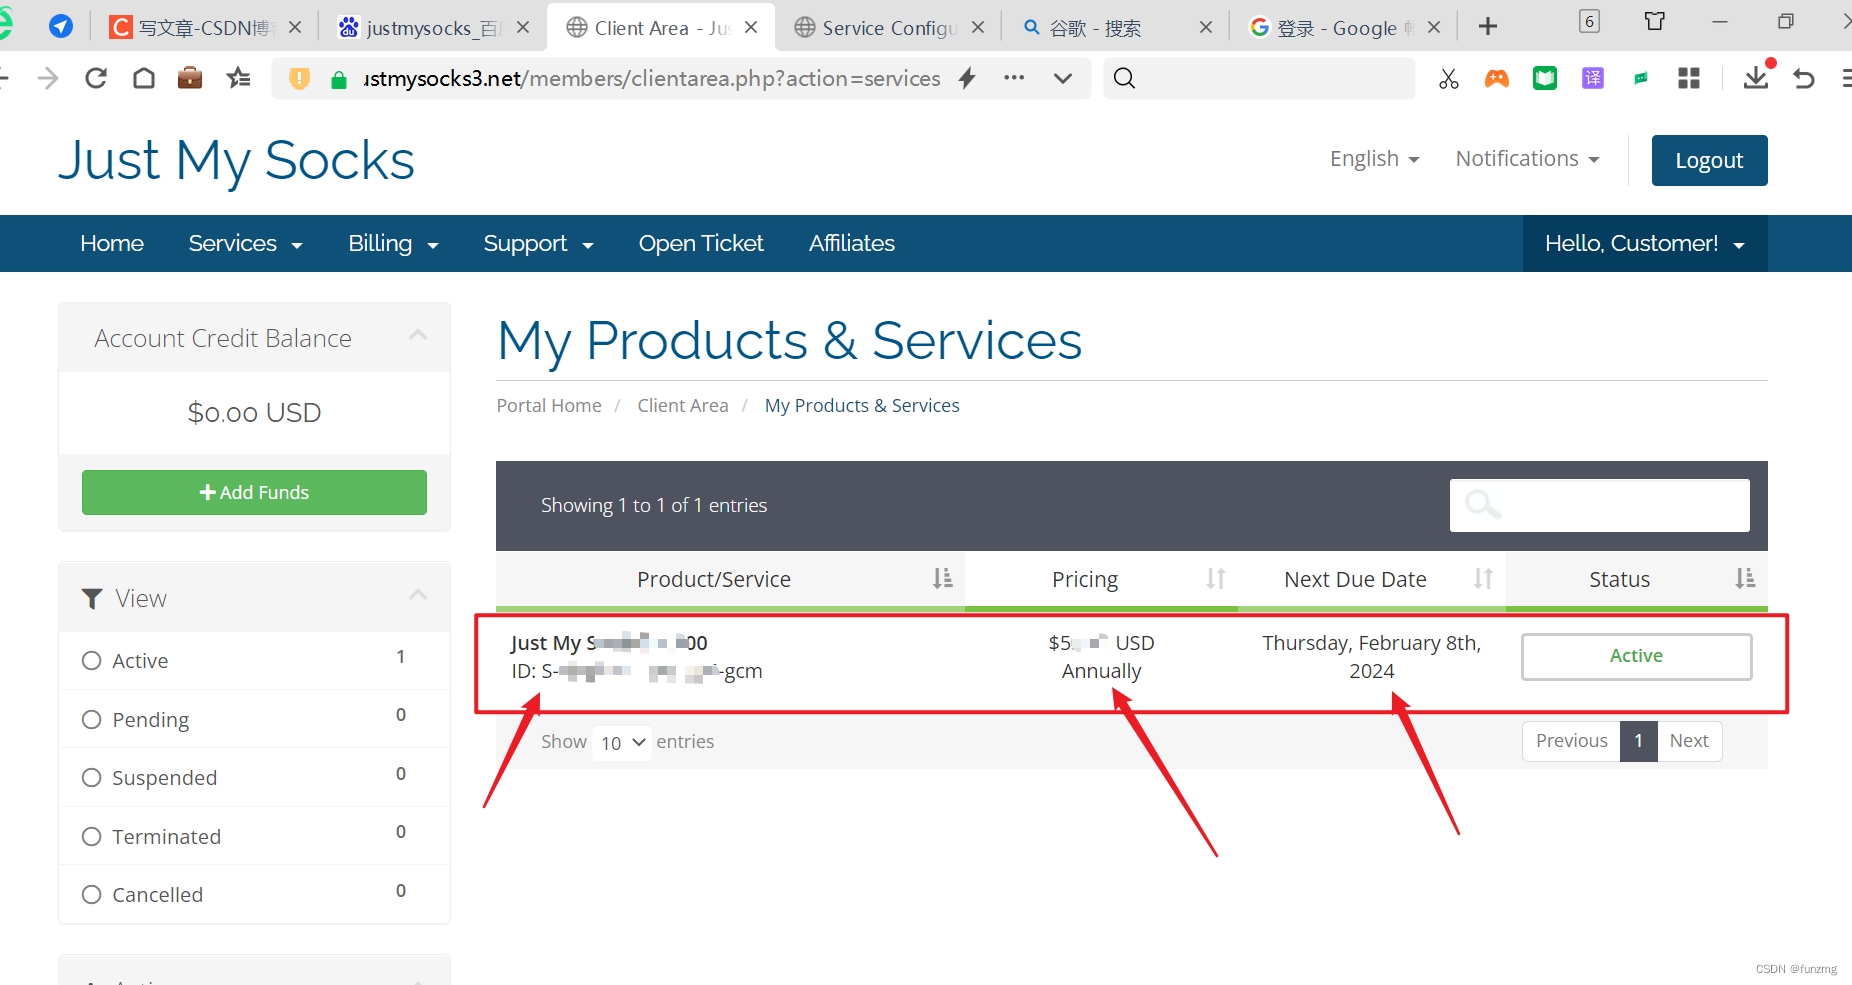 写文章-CSDN博客
justmysocks_百度
Client Area - Jus
Service Configu
谷歌 - 搜索
登录 - Google
6
ustmysocks3.net/members/clientarea.php?action=services
译
Just My Socks
English
Notifications
Logout
Home
Services
Billing
Support
Open Ticket
Affiliates
Hello, Customer!
Account Credit Balance
$0.00 USD
Add Funds
View
Active 1
Pending 0
Suspended 0
Terminated 0
Cancelled 0
My Products & Services
Portal Home / Client Area / My Products & Services
Showing 1 to 1 of 1 entries
Product/Service
Pricing
Next Due Date
Status
Just My S 00
ID: S- -gcm
$5 USD
Annually
Thursday, February 8th,
2024
Active
Show 10 entries
Previous 1 Next
CSDN @funzmg